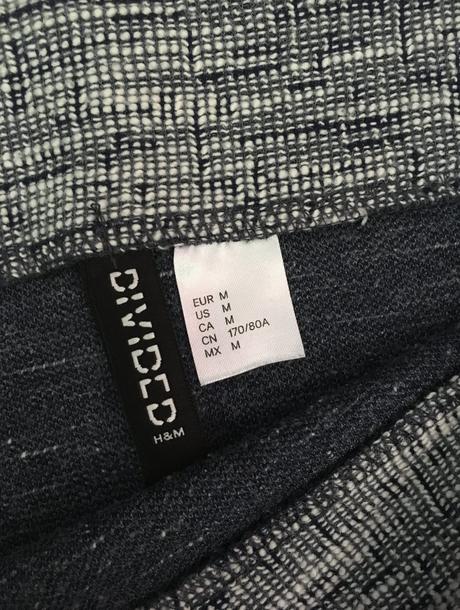 DIVIDED
H&M
EUR M
US M
CA M
CN 170/80A
MX M